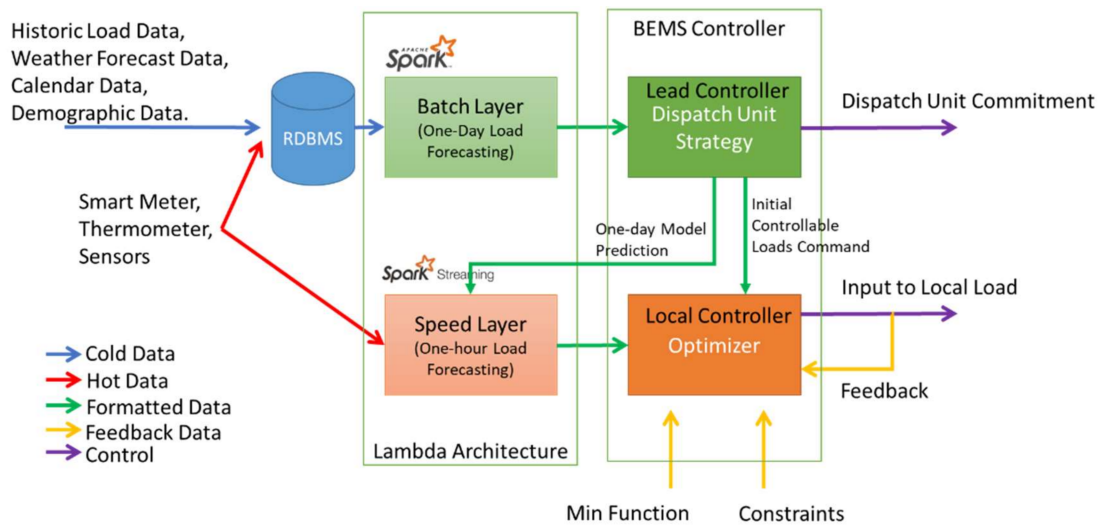 Historic Load Data,
Weather Forecast Data,
Calendar Data,
Demographic Data.
RDBMS
Smart Meter,
Thermometer,
Sensors
APACHE
Spark
Batch Layer
(One-Day Load
Forecasting)
BEMS Controller
Lead Controller
Dispatch Unit
Strategy
Dispatch Unit Commitment
One-day Model
Prediction
Initial
Controllable
Loads Command
Spark Streaming
Speed Layer
(One-hour Load
Forecasting)
Local Controller
Optimizer
Input to Local Load
Feedback
Cold Data
Hot Data
Formatted Data
Feedback Data
Control
Lambda Architecture
Min Function
Constraints